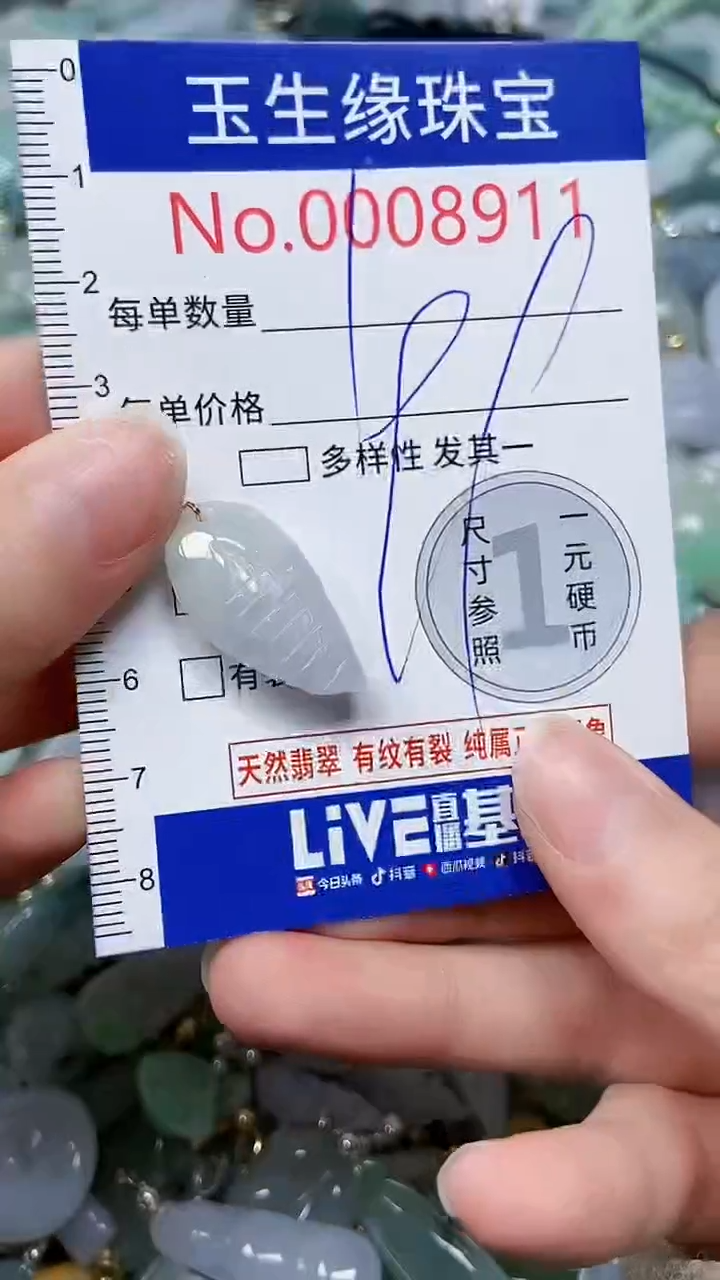 玉生缘珠宝
0
1
No.0008911
2
每单数量
3
每单价格
多样性 发其一
尺寸参照
1
一元硬币
6
有
天然翡翠 有纹有裂 纯属正
7
LiVE直播基
8
今日头条 抖音 西瓜视频 抖音